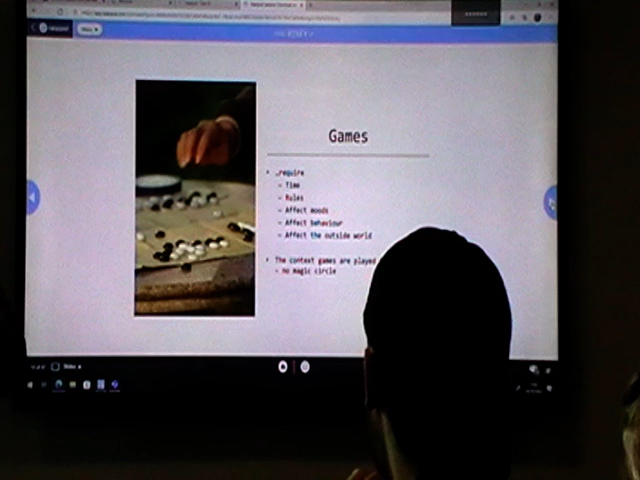 Games
…require
– Time
– Rules
– Affect moods
– Affect behaviour
– Affect the outside world
The context games are played
– no magic circle